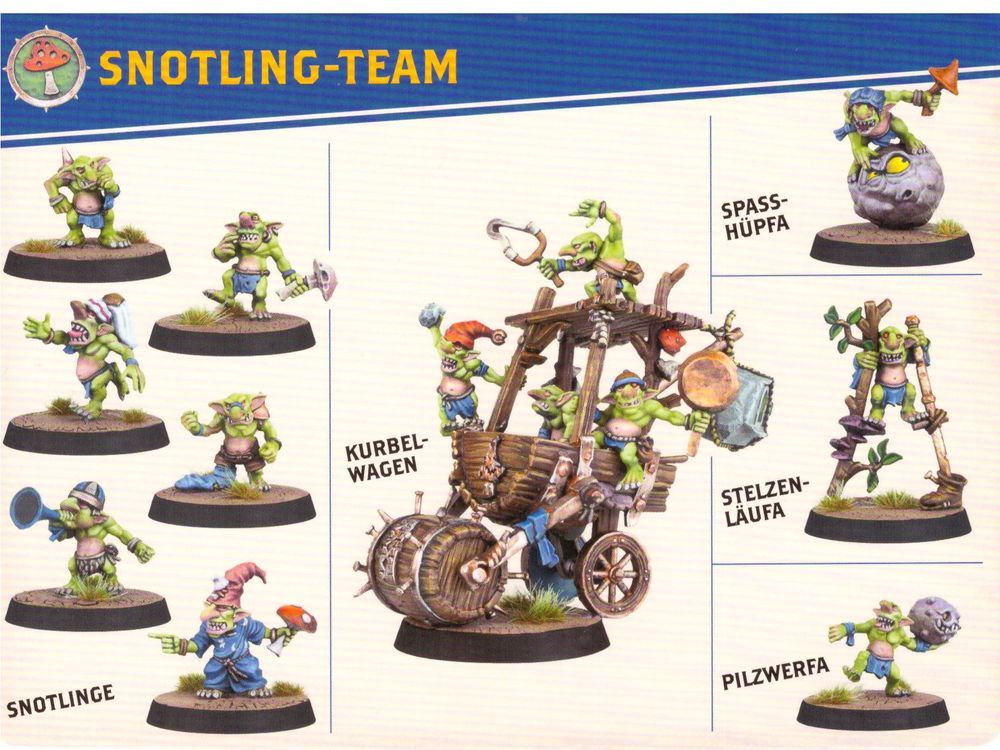 SNOTLING-TEAM
SNOTLINGE
KURBEL-
WAGEN
SPASS-
HÜPFA
STELZEN-
LÄUFA
PILZWERFA